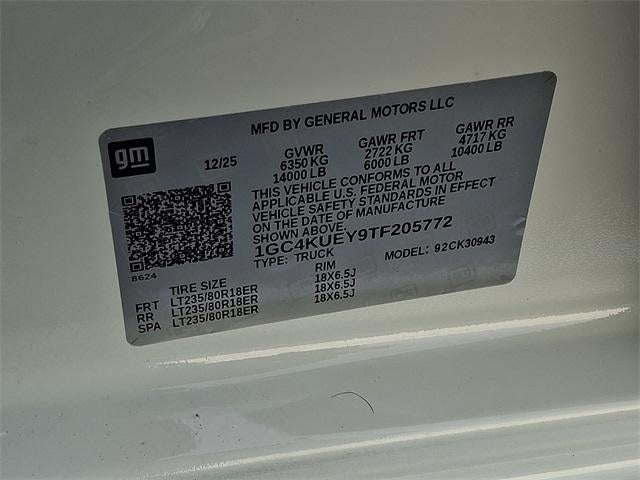 MFD BY GENERAL MOTORS LLC
gm
12/25
GVWR GAWR FRT GAWR RR
6350 KG 2722 KG 4717 KG
14000 LB 6000 LB 10400 LB
THIS VEHICLE CONFORMS TO ALL
APPLICABLE U.S. FEDERAL MOTOR
VEHICLE SAFETY STANDARDS IN EFFECT
ON THE DATE OF MANUFACTURE
SHOWN ABOVE.
1GC4KUEY9TF205772
TYPE: TRUCK MODEL: 92CK30943
8624
TIRE SIZE RIM
FRT LT235/80R18ER 18X6.5J
RR LT235/80R18ER 18X6.5J
SPA LT235/80R18ER 18X6.5J